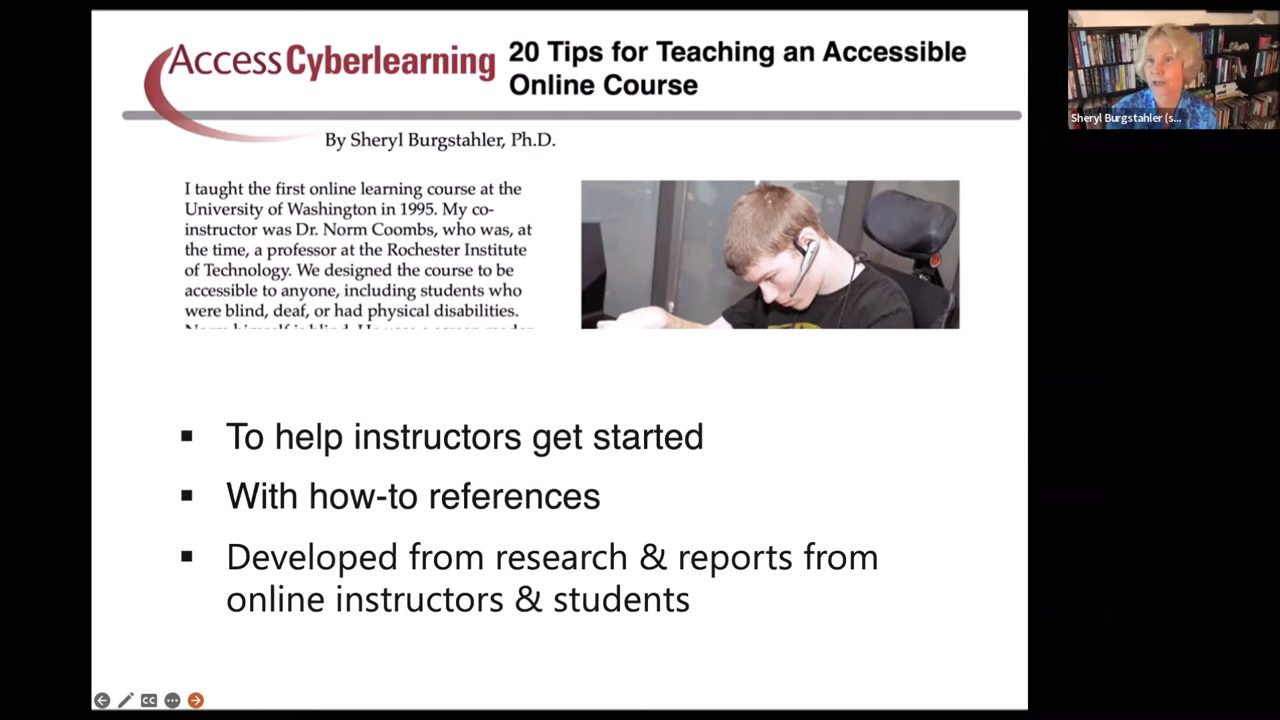 Access Cyberlearning
20 Tips for Teaching an Accessible
Online Course
By Sheryl Burgstahler, Ph.D.
I taught the first online learning course at the
University of Washington in 1995. My co-
instructor was Dr. Norm Coombs, who was, at
the time, a professor at the Rochester Institute
of Technology. We designed the course to be
accessible to anyone, including students who
were blind, deaf, or had physical disabilities.
▪ To help instructors get started
▪ With how-to references
▪ Developed from research & reports from
online instructors & students
CC
Sheryl Burgstahler (s...